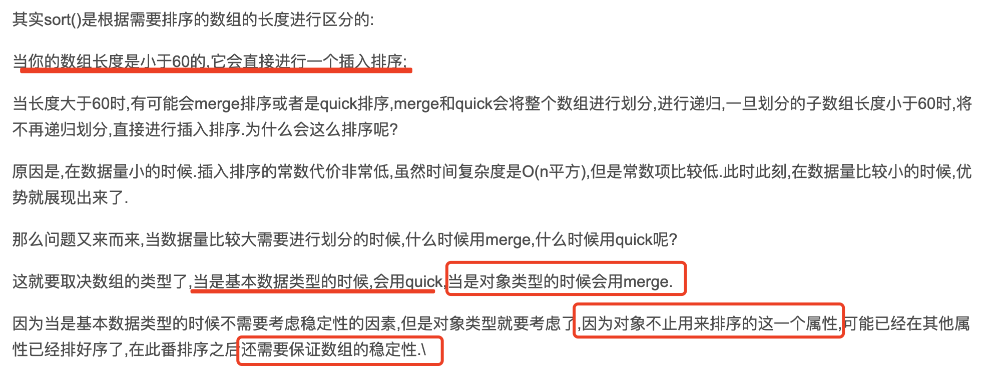 其实sort()是根据需要排序的数组的长度进行区分的:
当你的数组长度是小于60的,它会直接进行一个插入排序;
当长度大于60时,有可能会merge排序或者是quick排序,merge和quick会将整个数组进行划分,进行递归,一旦划分的子数组长度小于60时,将
不再递归划分,直接进行插入排序.为什么会这么排序呢?
原因是,在数据量小的时候.插入排序的常数代价非常低,虽然时间复杂度是O(n平方),但是常数项比较低.此时此刻,在数据量比较小的时候,优
势就展现出来了.
那么问题又来而来,当数据量比较大需要进行划分的时候,什么时候用merge,什么时候用quick呢?
这就要取决数组的类型了,当是基本数据类型的时候,会用quick,当是对象类型的时候会用merge.
因为当是基本数据类型的时候不需要考虑稳定性的因素,但是对象类型就要考虑了,因为对象不止用来排序的这一个属性,可能已经在其他属
性已经排好序了,在此番排序之后还需要保证数组的稳定性.\